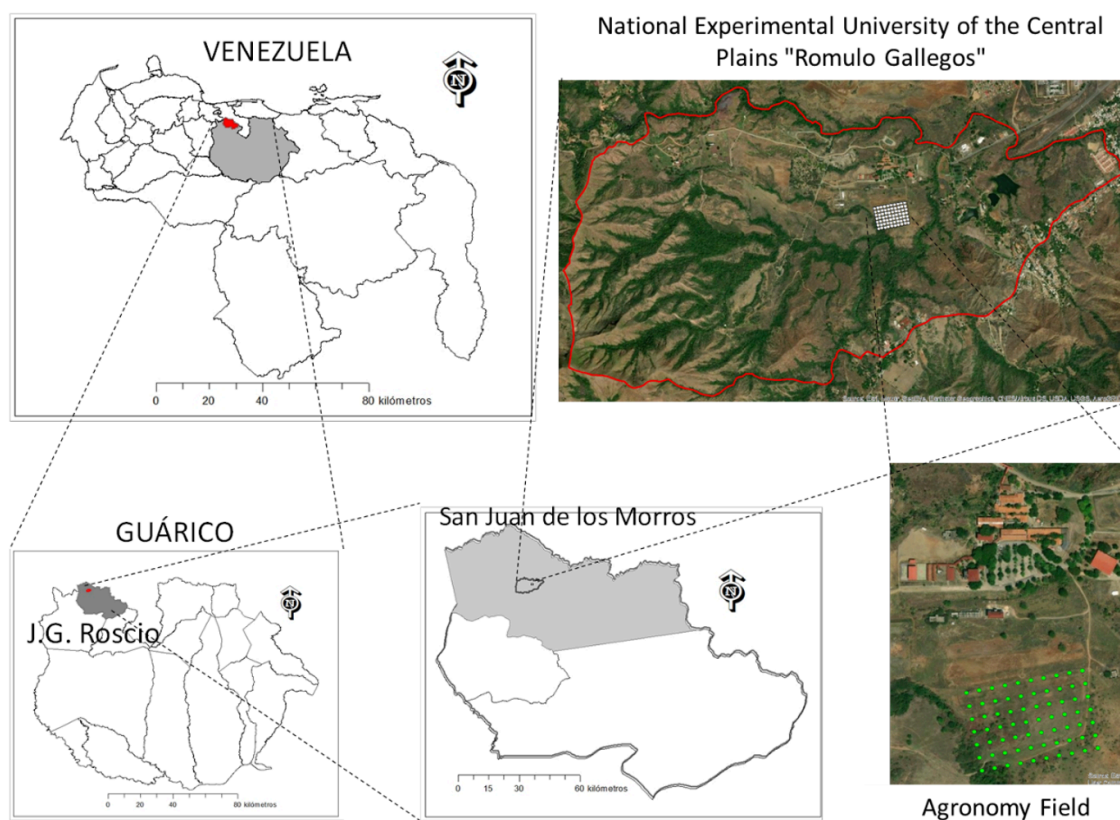 VENEZUELA
N
0
20
40
80 kilómetros
National Experimental University of the Central
Plains "Romulo Gallegos"
GUÁRICO
N
J.G. Roscio
0
20
40
80 kilómetros
San Juan de los Morros
N
0
15
30
60 kilómetros
Agronomy Field